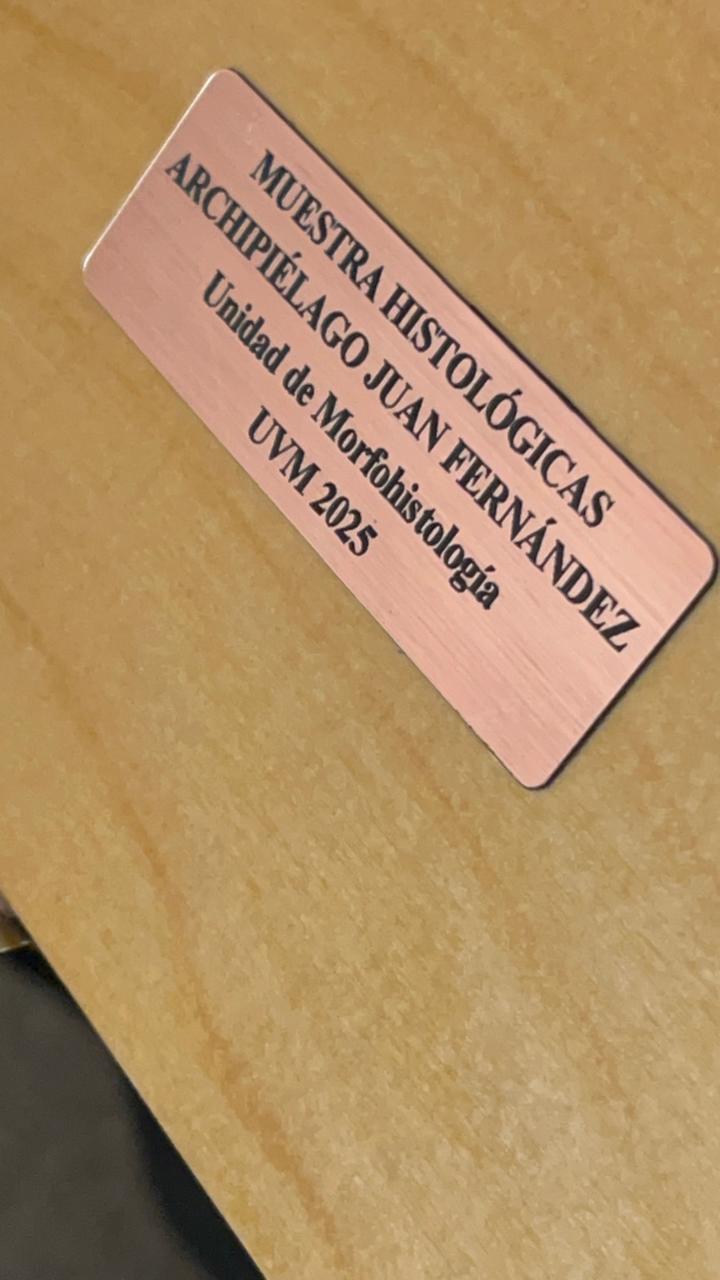 MUESTRA HISTOLÓGICAS
ARCHIPIÉLAGO JUAN FERNÁNDEZ
Unidad de Morfohistología
UVM 2025